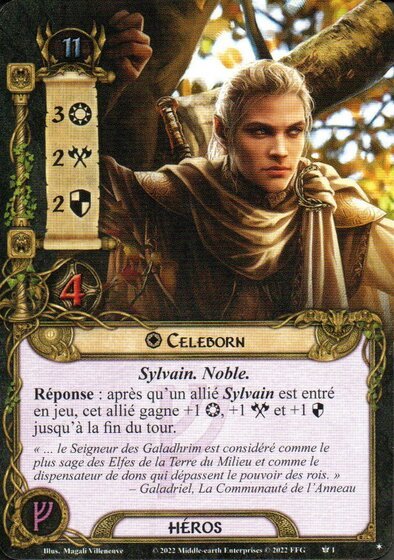 11
3
2
2
4
Celeborn
Sylvain. Noble.
Réponse : après qu'un allié Sylvain est entré
en jeu, cet allié gagne +1 , +1 et +1
jusqu'à la fin du tour.
« ... le Seigneur des Galadhrim est considéré comme le
plus sage des Elfes de la Terre du Milieu et comme le
dispensateur de dons qui dépassent le pouvoir des rois. »
– Galadriel, La Communauté de l'Anneau
HÉROS
Illus. Magali Villeneuve © 2022 Middle-earth Enterprises © 2022 FFG 1